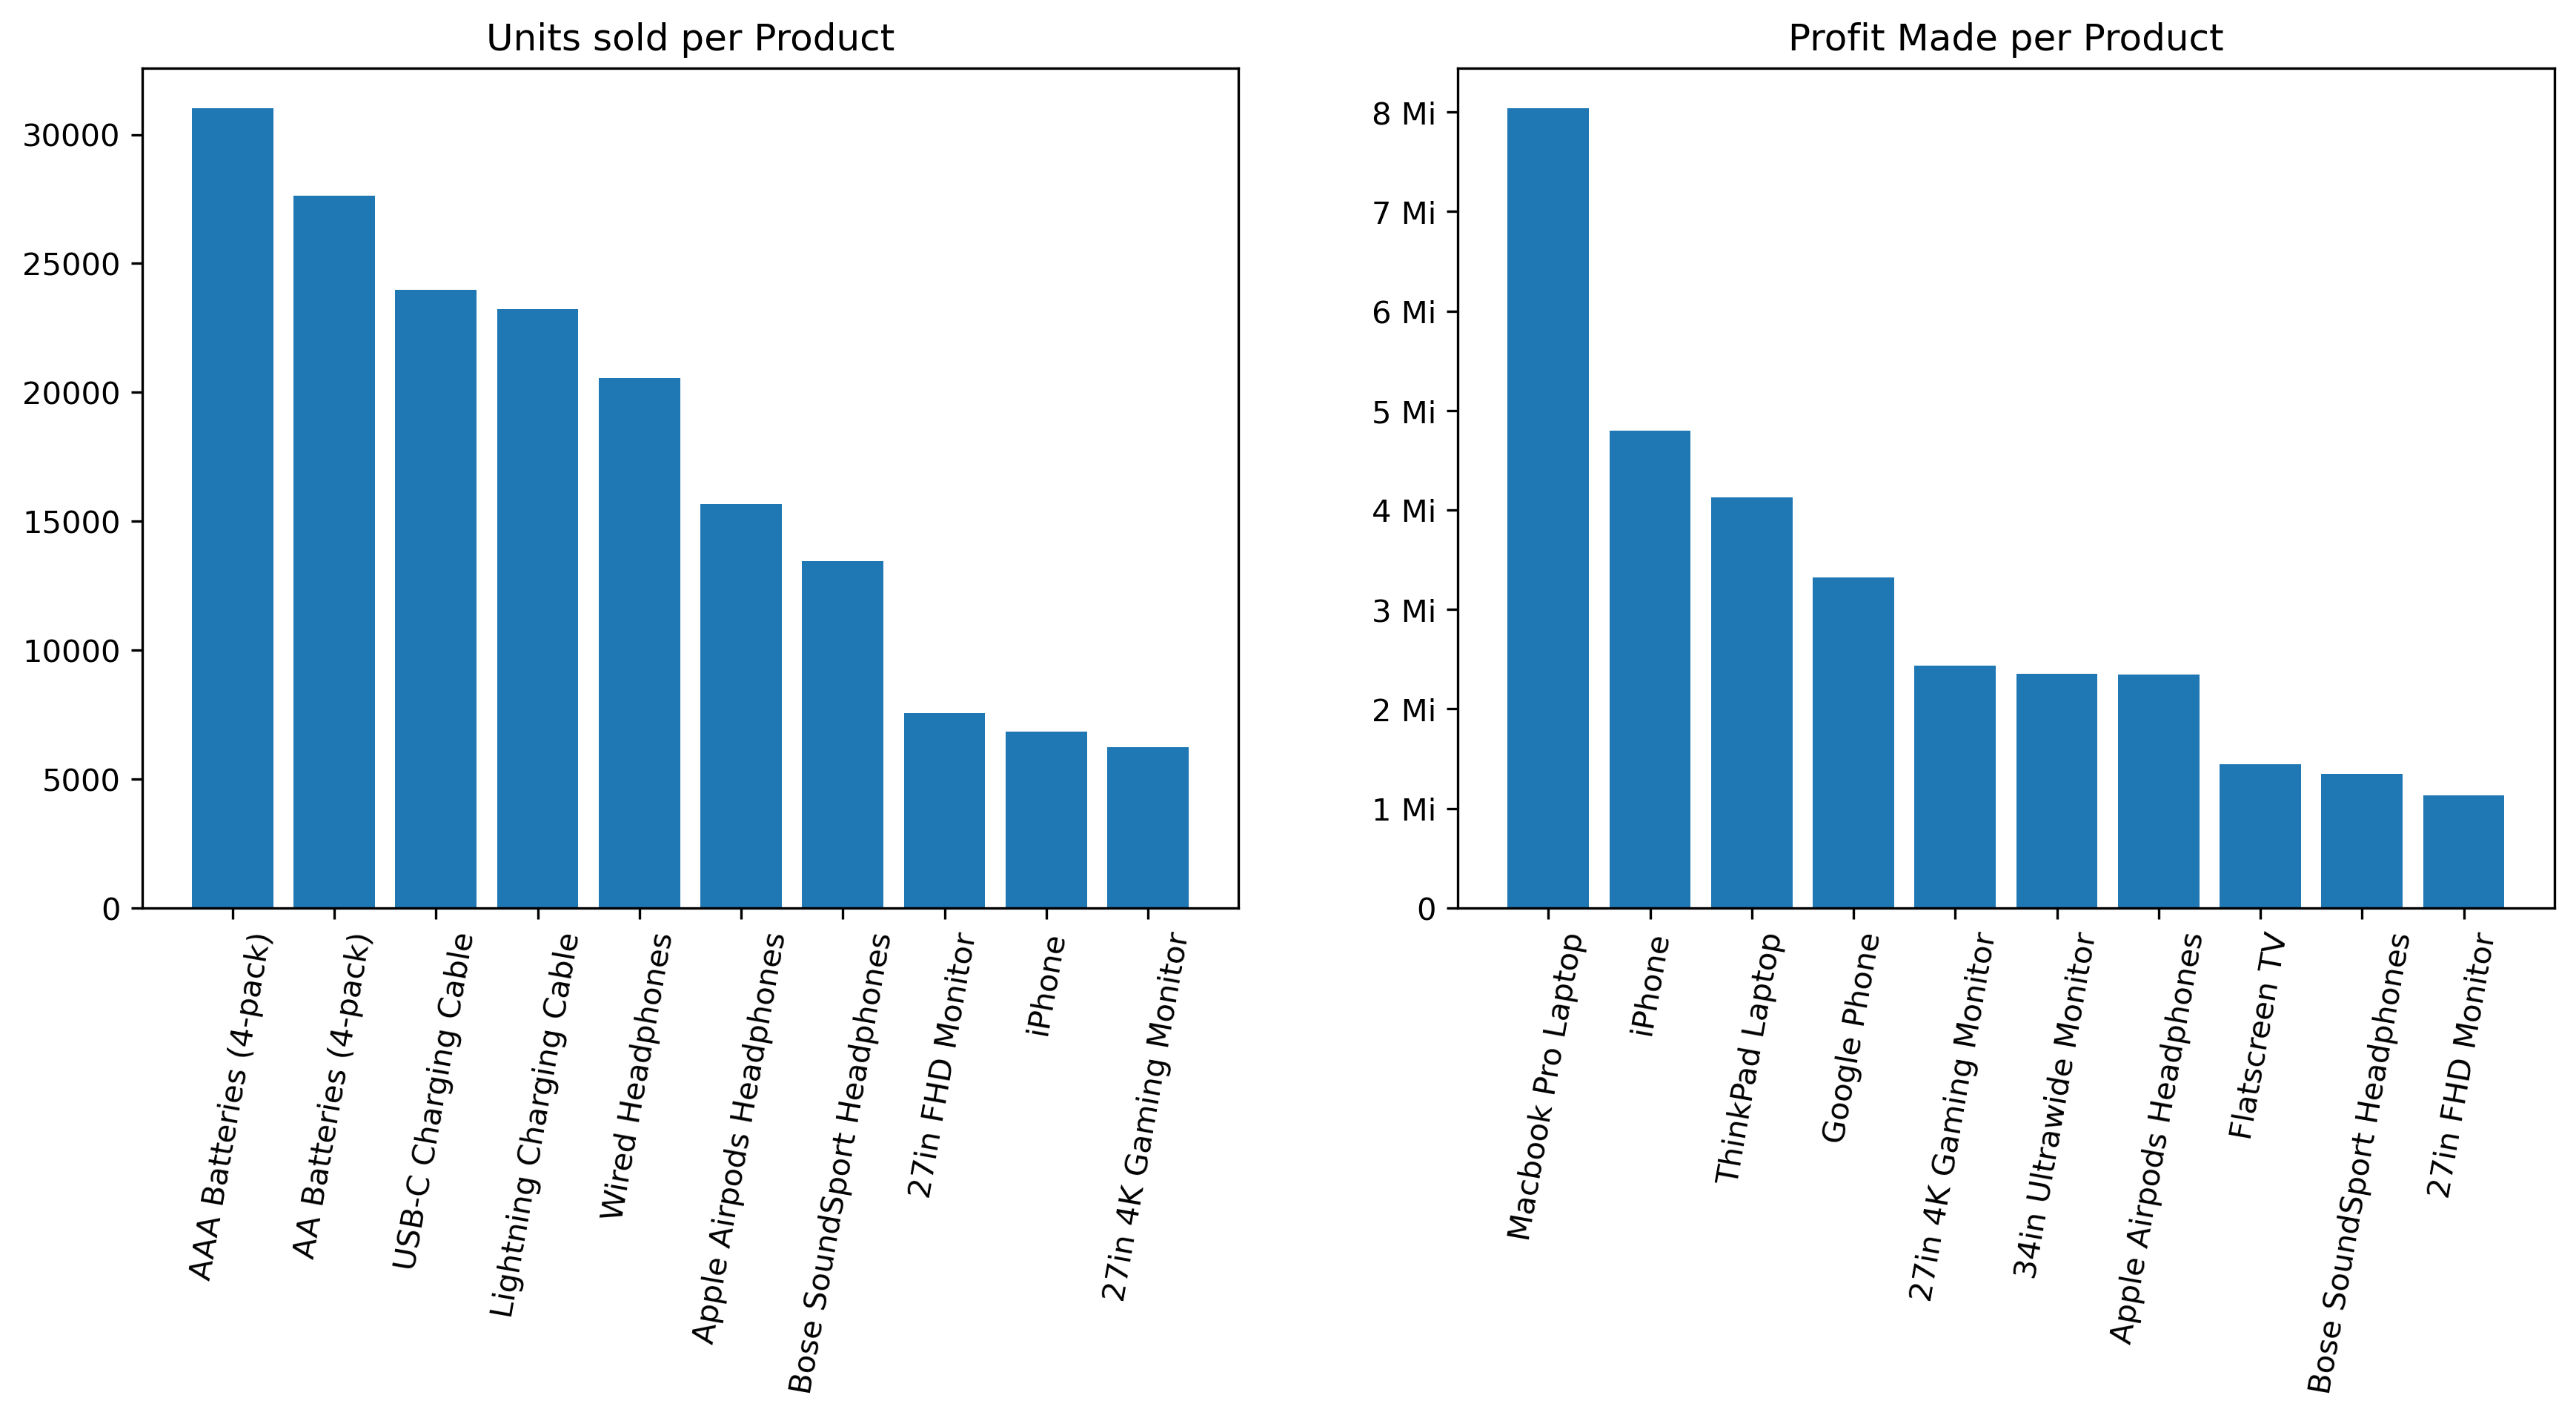 Units sold per Product
30000
25000
20000
15000
10000
5000
0
AAA Batteries (4-pack)
AA Batteries (4-pack)
USB-C Charging Cable
Lightning Charging Cable
Wired Headphones
Apple Airpods Headphones
Bose SoundSport Headphones
27in FHD Monitor
iPhone
27in 4K Gaming Monitor
Profit Made per Product
8 Mi
7 Mi
6 Mi
5 Mi
4 Mi
3 Mi
2 Mi
1 Mi
0
Macbook Pro Laptop
iPhone
ThinkPad Laptop
Google Phone
27in 4K Gaming Monitor
34in Ultrawide Monitor
Apple Airpods Headphones
Flatscreen TV
Bose SoundSport Headphones
27in FHD Monitor